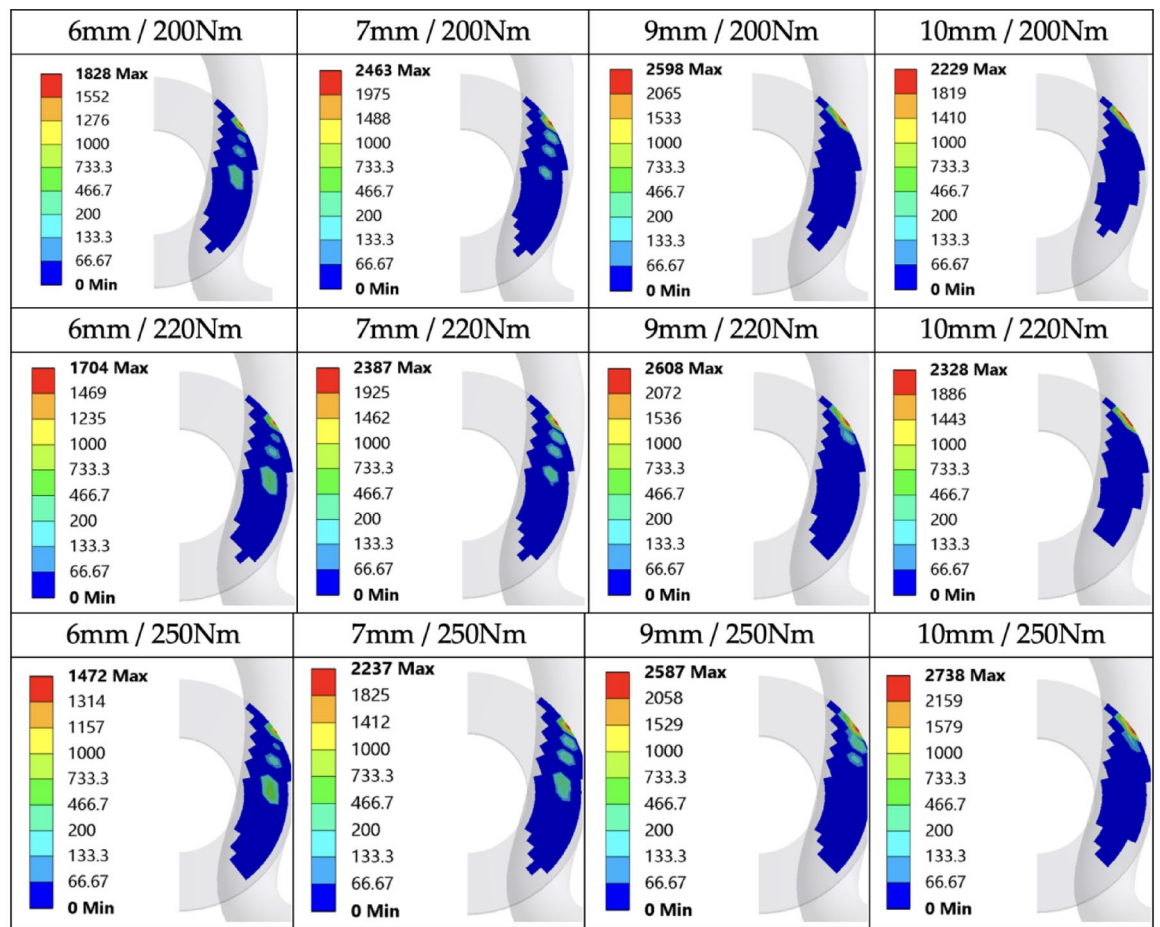 6mm / 200Nm
7mm / 200Nm
9mm / 200Nm
10mm / 200Nm
1828 Max
1552
1276
1000
733.3
466.7
200
133.3
66.67
0 Min
2463 Max
1975
1488
1000
733.3
466.7
200
133.3
66.67
0 Min
2598 Max
2065
1533
1000
733.3
466.7
200
133.3
66.67
0 Min
2229 Max
1819
1410
1000
733.3
466.7
200
133.3
66.67
0 Min
6mm / 220Nm
7mm / 220Nm
9mm / 220Nm
10mm / 220Nm
1704 Max
1469
1235
1000
733.3
466.7
200
133.3
66.67
0 Min
2387 Max
1925
1462
1000
733.3
466.7
200
133.3
66.67
0 Min
2608 Max
2072
1536
1000
733.3
466.7
200
133.3
66.67
0 Min
2328 Max
1886
1443
1000
733.3
466.7
200
133.3
66.67
0 Min
6mm / 250Nm
7mm / 250Nm
9mm / 250Nm
10mm / 250Nm
1472 Max
1314
1157
1000
733.3
466.7
200
133.3
66.67
0 Min
2237 Max
1825
1412
1000
733.3
466.7
200
133.3
66.67
0 Min
2587 Max
2058
1529
1000
733.3
466.7
200
133.3
66.67
0 Min
2738 Max
2159
1579
1000
733.3
466.7
200
133.3
66.67
0 Min